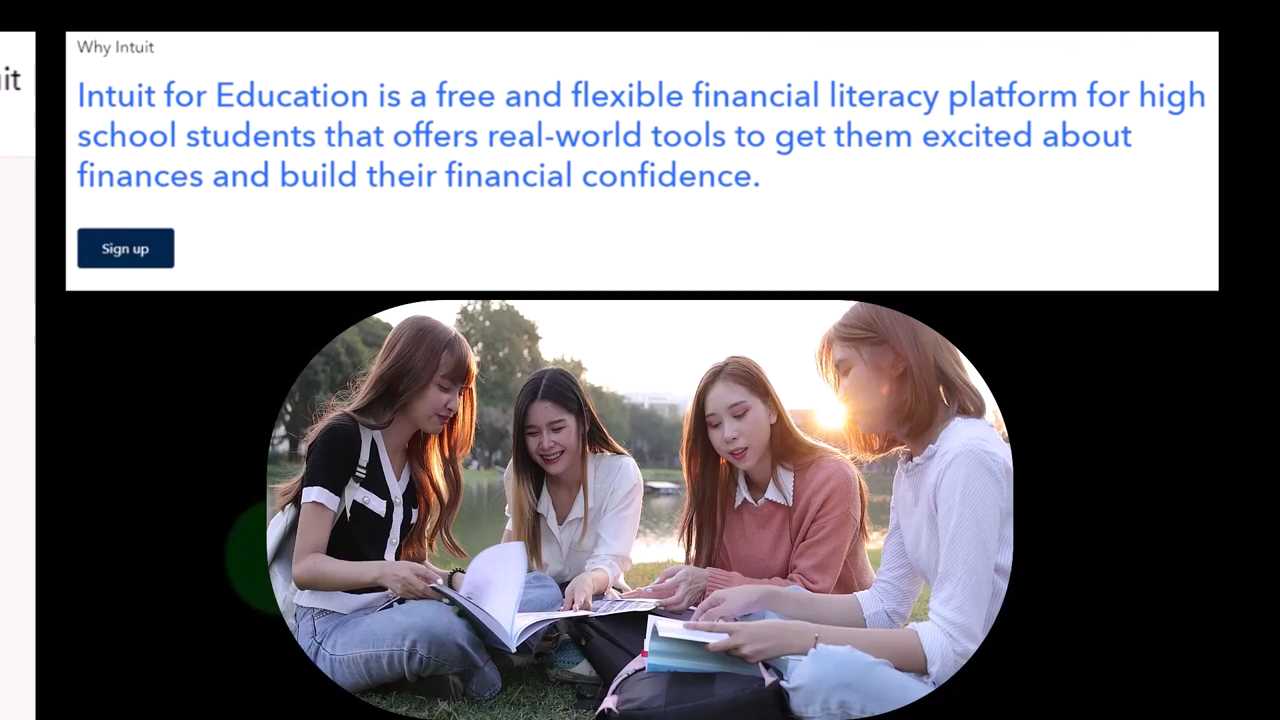 it
Why Intuit
Intuit for Education is a free and flexible financial literacy platform for high
school students that offers real-world tools to get them excited about
finances and build their financial confidence.
Sign up